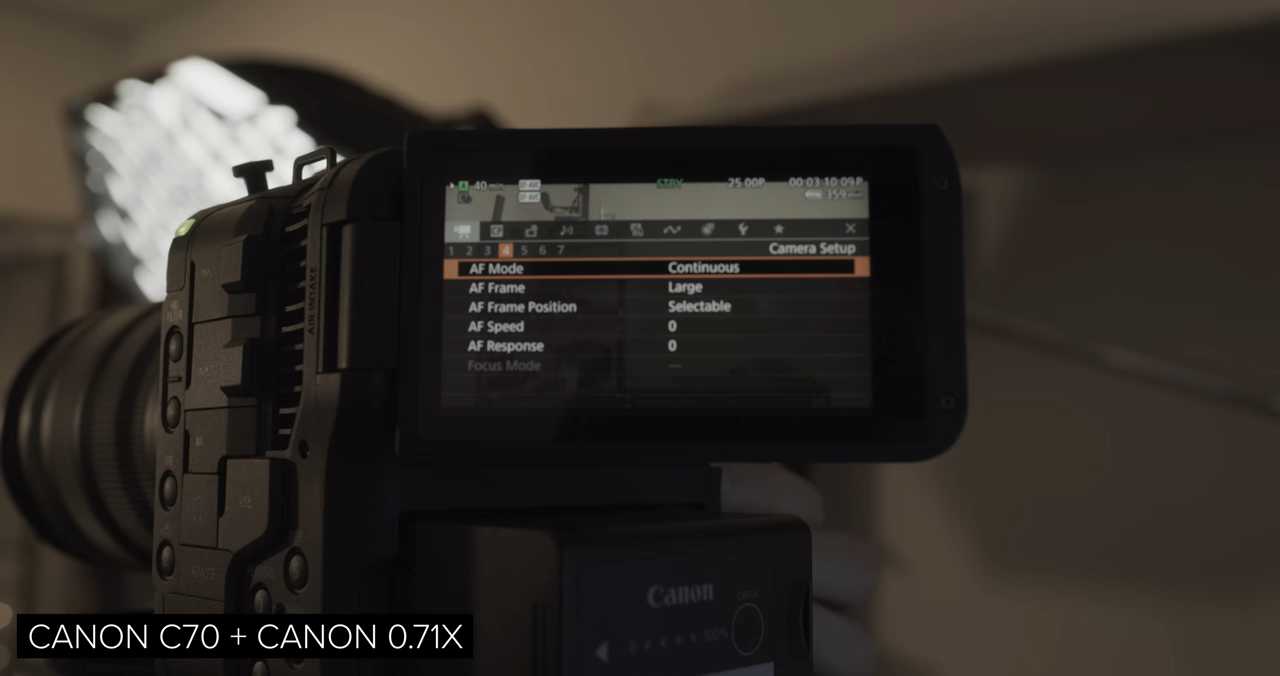 40 min
STBY
25.00P
00:03:10:09
359
1 2 3 4 5 6 7
Camera Setup
AF Mode Continuous
AF Frame Large
AF Frame Position Selectable
AF Speed 0
AF Response 0
Focus Mode —
AIR INTAKE
Canon
100%
CANON C70 + CANON 0.71X